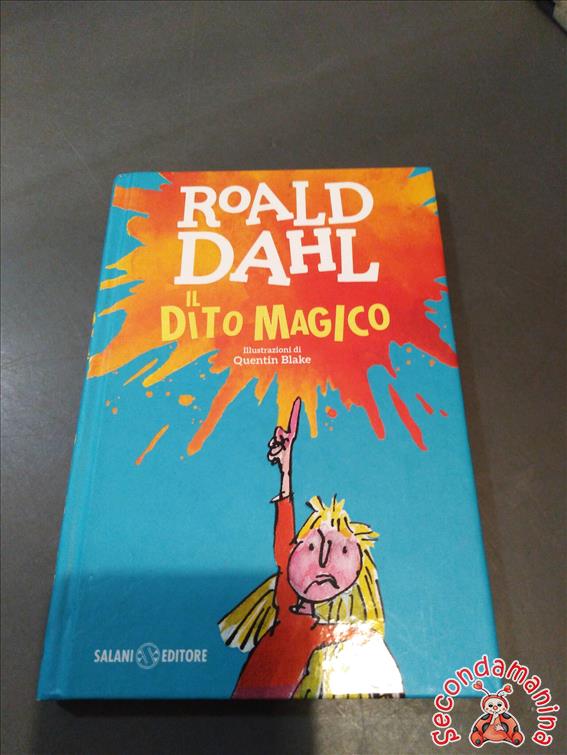 ROALD
DAHL
IL
DITO MAGICO
Illustrazioni di
Quentin Blake
SALANI EDITORE
Secondamanina